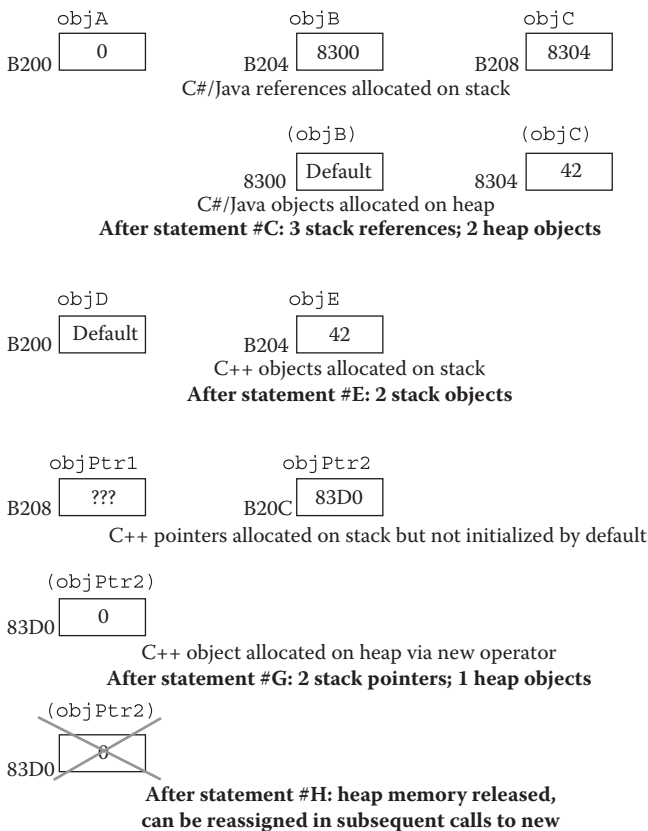 objA objB objC
B200 0 B204 8300 B208 8304
C#/Java references allocated on stack
(objB) (objC)
8300 Default 8304 42
C#/Java objects allocated on heap
After statement #C: 3 stack references; 2 heap objects
objD objE
B200 Default B204 42
C++ objects allocated on stack
After statement #E: 2 stack objects
objPtr1 objPtr2
B208 ??? B20C 83D0
C++ pointers allocated on stack but not initialized by default
(objPtr2)
83D0 0
C++ object allocated on heap via new operator
After statement #G: 2 stack pointers; 1 heap objects
(objPtr2)
83D0 0
After statement #H: heap memory released,
can be reassigned in subsequent calls to new